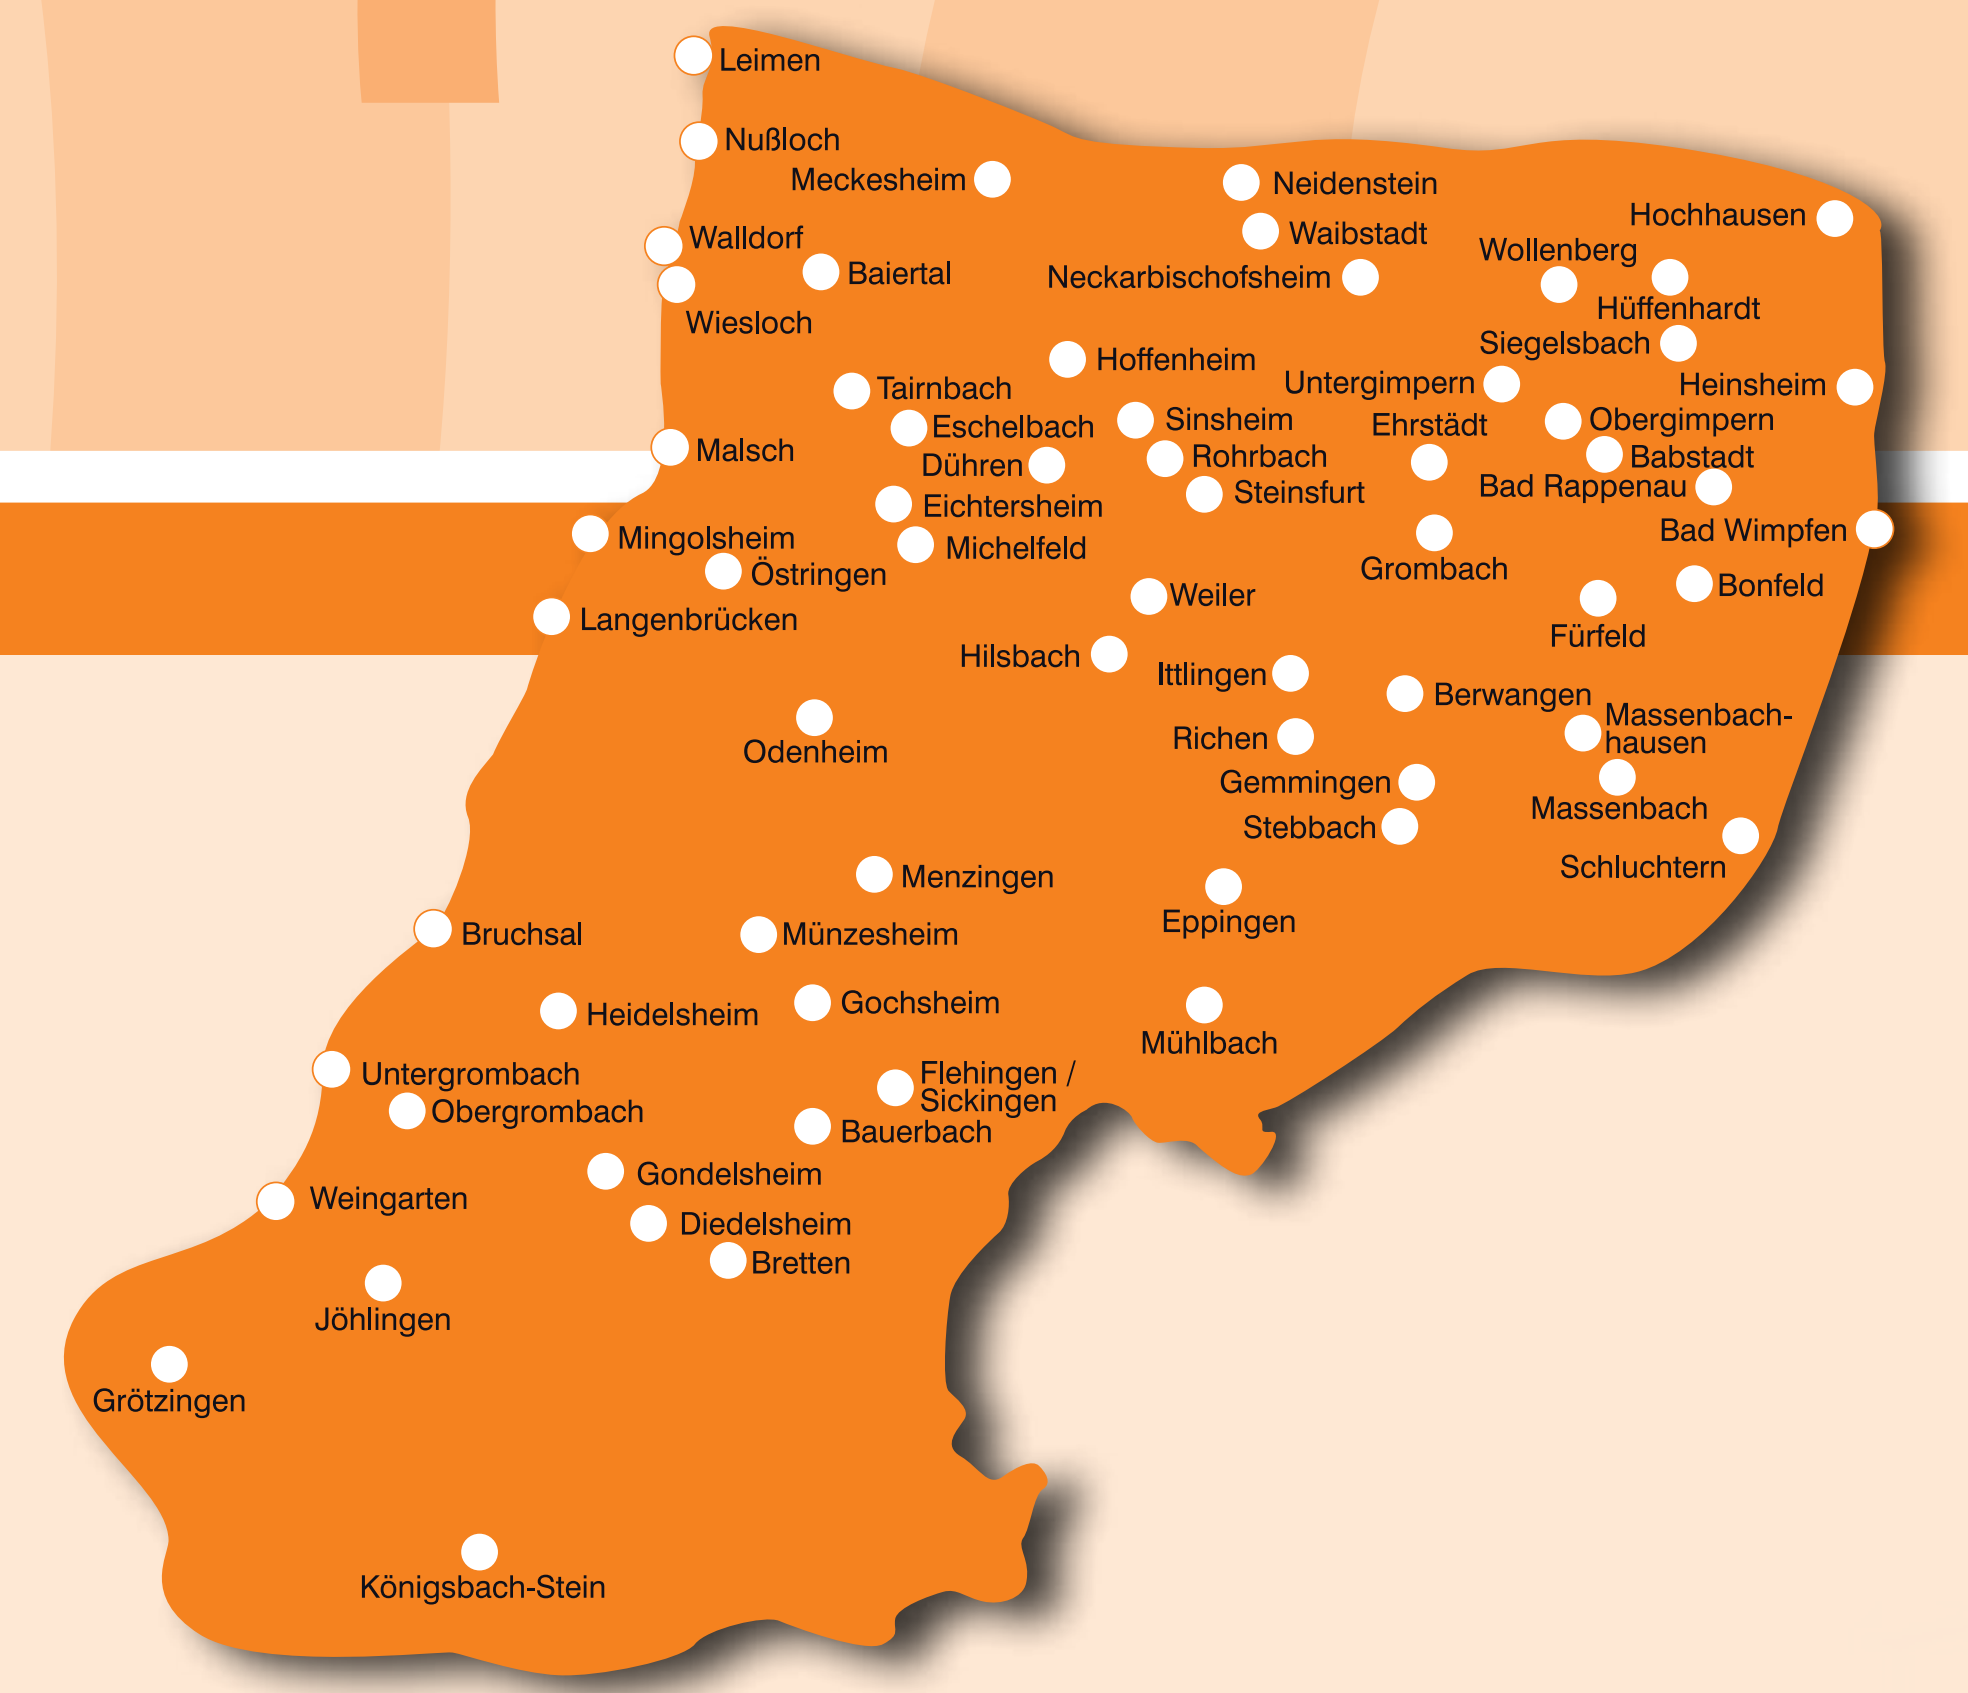 Leimen
Nußloch
Meckesheim
Neidenstein
Hochhausen
Waibstadt
Walldorf
Wollenberg
Baiertal
Neckarbischofsheim
Hüffenhardt
Wiesloch
Siegelsbach
Hoffenheim
Untergimpern
Heinsheim
Tairnbach
Sinsheim
Obergimpern
Ehrstädt
Eschelbach
Malsch
Rohrbach
Babstadt
Dühren
Bad Rappenau
Steinsfurt
Eichtersheim
Bad Wimpfen
Mingolsheim
Michelfeld
Grombach
Östringen
Bonfeld
Weiler
Langenbrücken
Fürfeld
Hilsbach
Ittlingen
Berwangen
Massenbach-
hausen
Richen
Odenheim
Gemmingen
Massenbach
Stebbach
Schluchtern
Menzingen
Eppingen
Bruchsal
Münzesheim
Gochsheim
Heidelsheim
Mühlbach
Untergrombach
Flehingen /
Sickingen
Obergrombach
Bauerbach
Gondelsheim
Weingarten
Diedelsheim
Bretten
Jöhlingen
Grötzingen
Königsbach-Stein